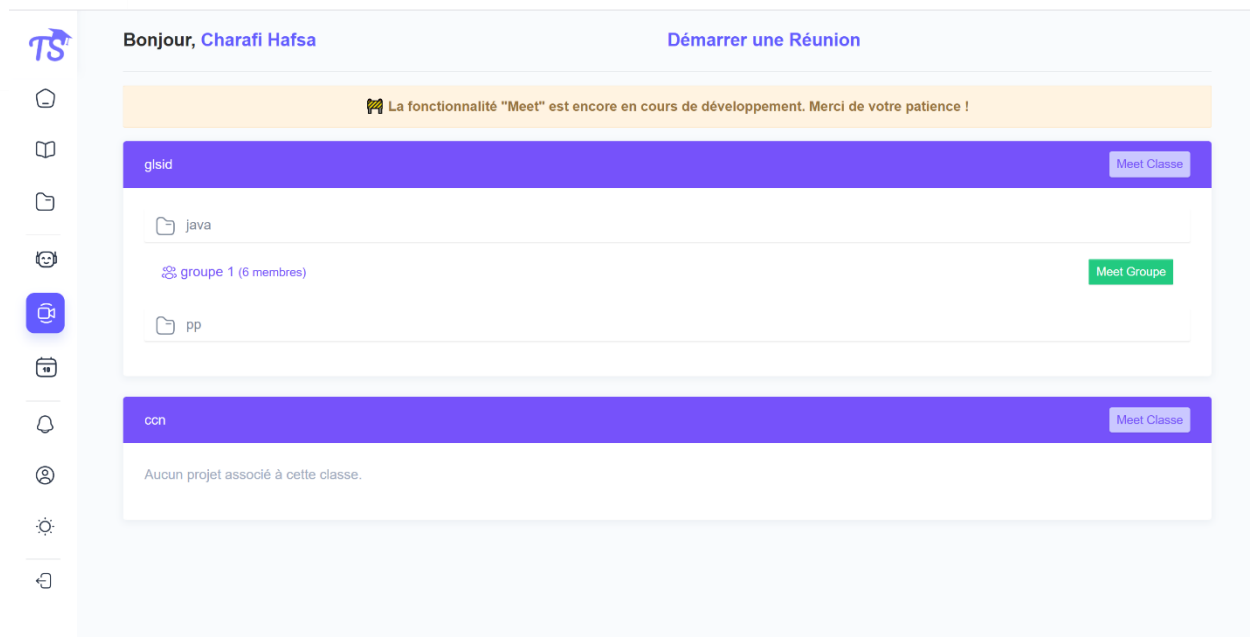 TS
Bonjour, Charafi Hafsa
Démarrer une Réunion
🚧 La fonctionnalité "Meet" est encore en cours de développement. Merci de votre patience !
glsid
Meet Classe
java
groupe 1 (6 membres)
Meet Groupe
pp
10
ccn
Meet Classe
Aucun projet associé à cette classe.